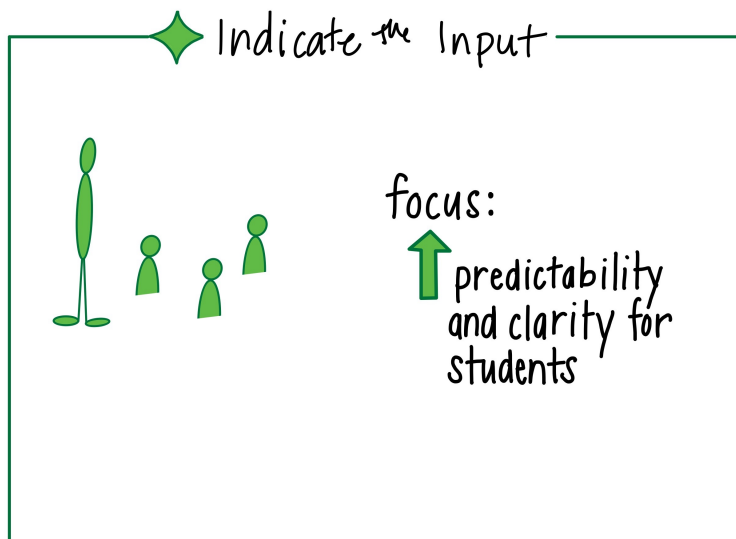 Indicate the Input
focus:
predictability
and clarity for
students